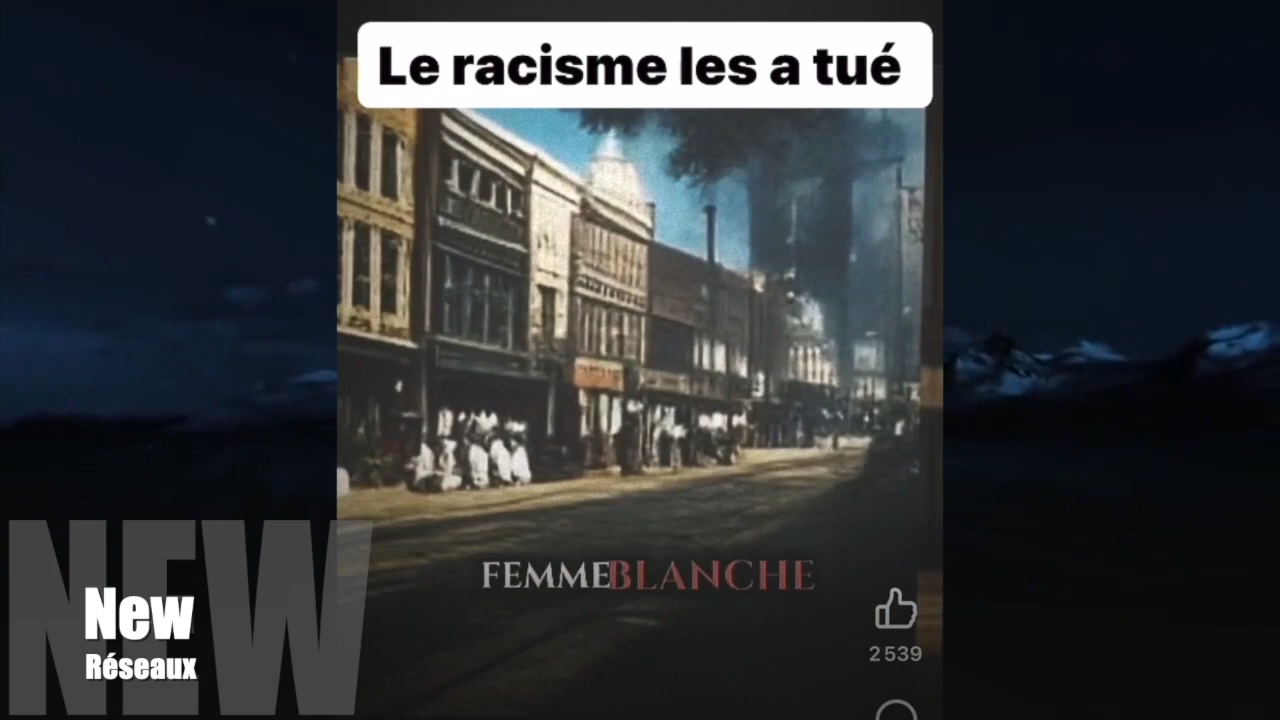 Le racisme les a tué
FEMMEBLANCHE
2 539
NEW
New
Réseaux